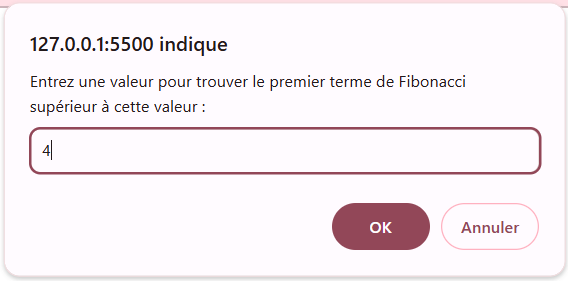 127.0.0.1:5500 indique
Entrez une valeur pour trouver le premier terme de Fibonacci
supérieur à cette valeur :
4
OK
Annuler